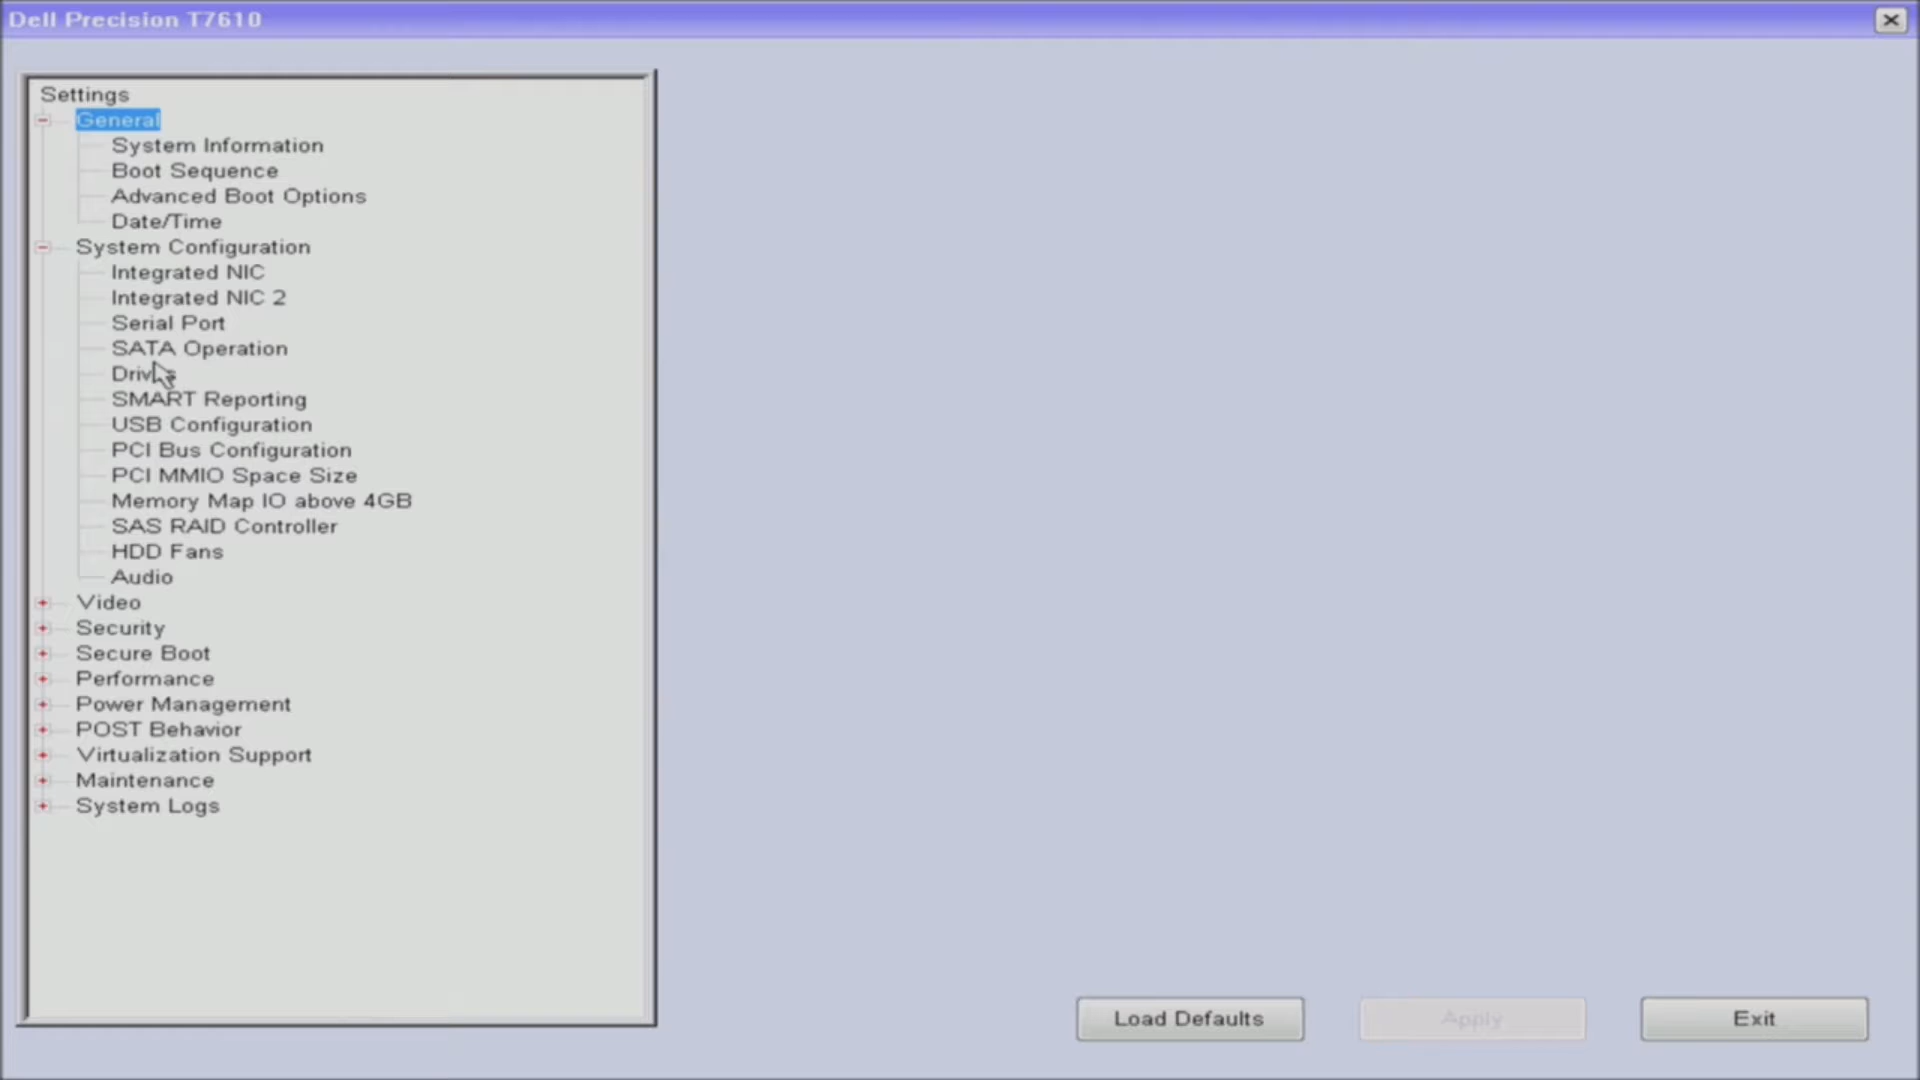 Dell Precision T7610
Settings
General
System Information
Boot Sequence
Advanced Boot Options
Date/Time
System Configuration
Integrated NIC
Integrated NIC 2
Serial Port
SATA Operation
Drives
SMART Reporting
USB Configuration
PCI Bus Configuration
PCI MMIO Space Size
Memory Map IO above 4GB
SAS RAID Controller
HDD Fans
Audio
Video
Security
Secure Boot
Performance
Power Management
POST Behavior
Virtualization Support
Maintenance
System Logs
Load Defaults
Apply
Exit